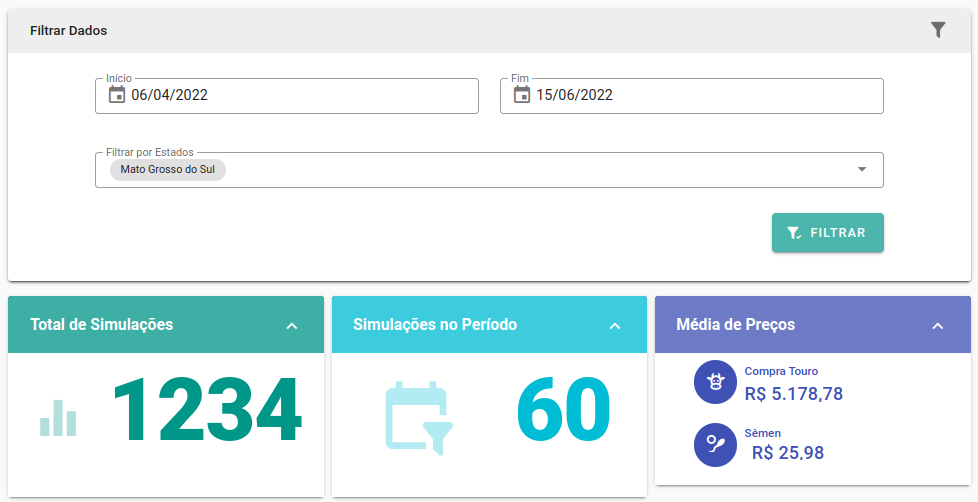 Filtrar Dados
Início
06/04/2022
Fim
15/06/2022
Filtrar por Estados
Mato Grosso do Sul
FILTRAR
Total de Simulações
1234
Simulações no Período
60
Média de Preços
Compra Touro
R$ 5.178,78
Sêmen
R$ 25,98